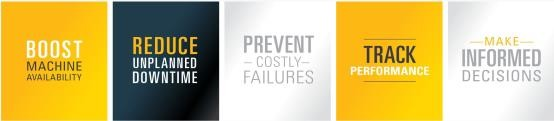 BOOST
MACHINE
AVAILABILITY
REDUCE
UNPLANNED
DOWNTIME
PREVENT
COSTLY
FAILURES
TRACK
PERFORMANCE
MAKE
INFORMED
DECISIONS